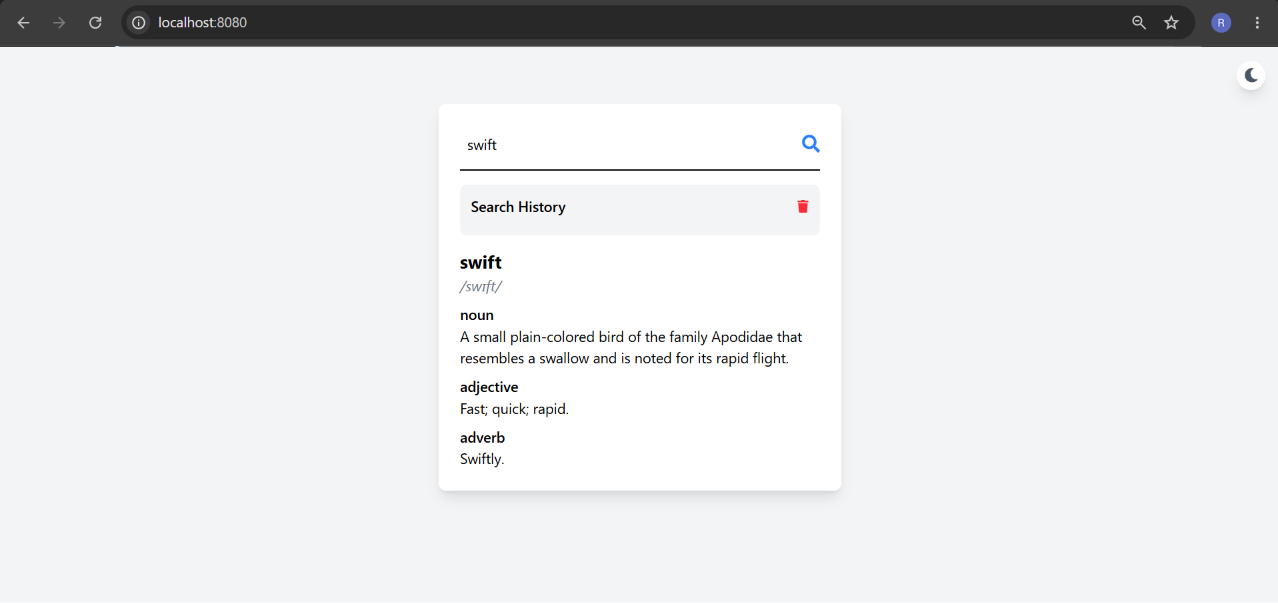 localhost:8080
R
swift
Search History
swift
/swɪft/
noun
A small plain-colored bird of the family Apodidae that
resembles a swallow and is noted for its rapid flight.
adjective
Fast; quick; rapid.
adverb
Swiftly.